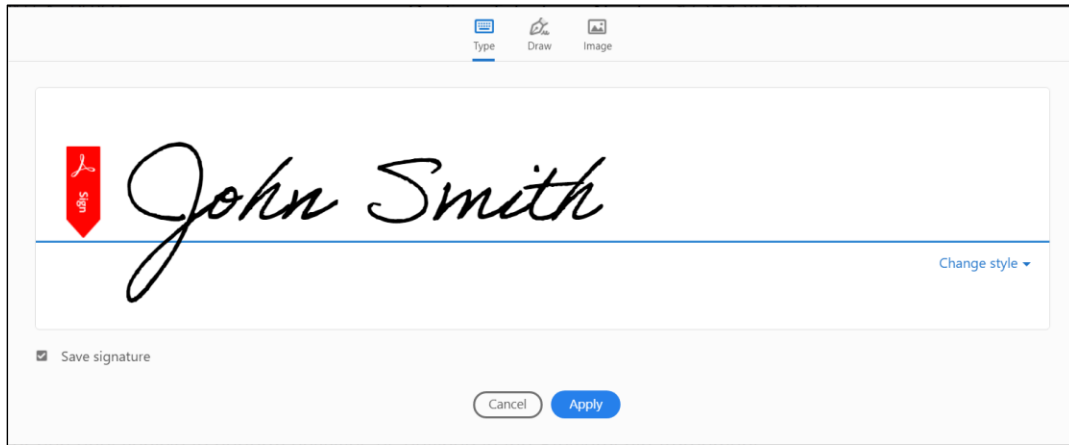 Type Draw Image
Sign
John Smith
Change style
Save signature
Cancel Apply